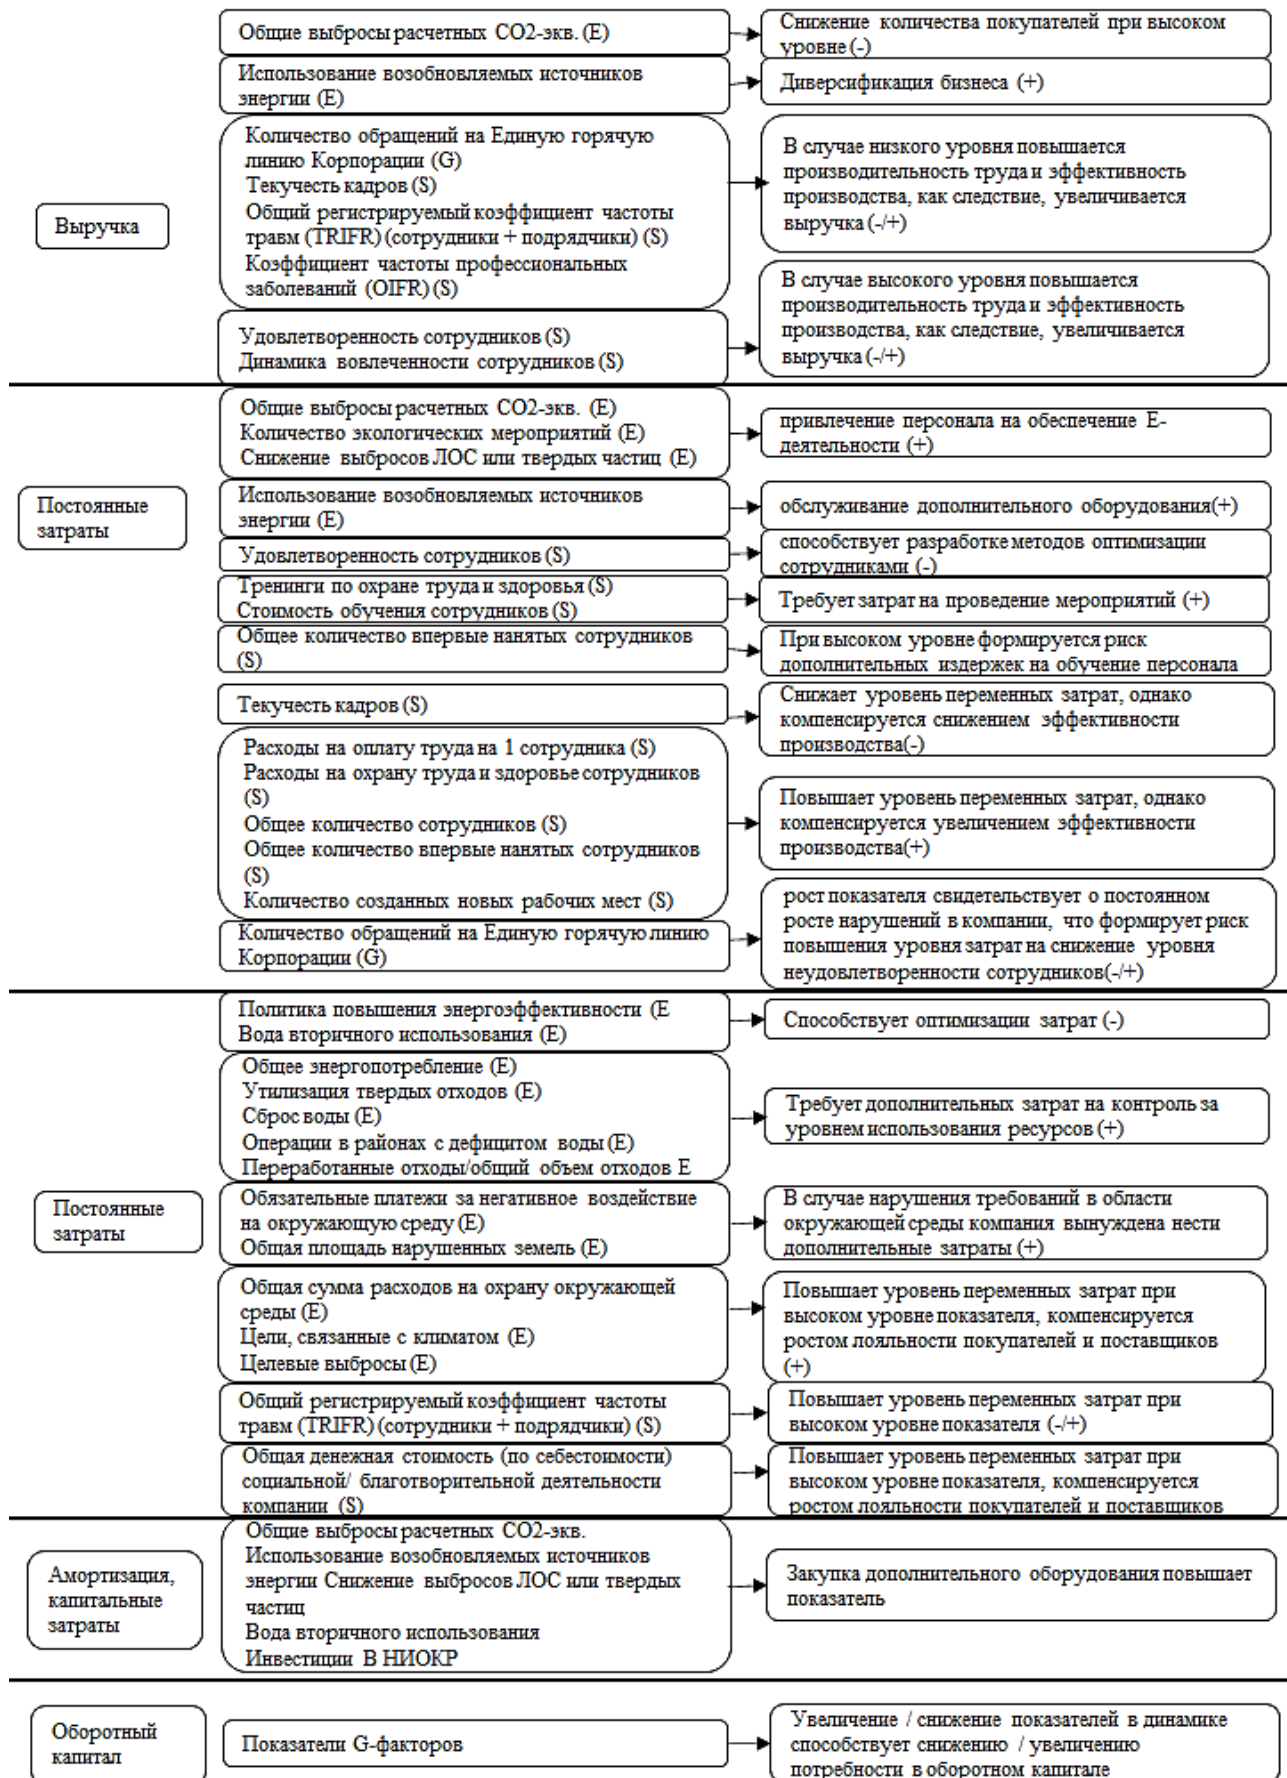 Общие выбросы расчетных СО2-экв. (E)
Снижение количества покупателей при высоком
уровне (-)
Использование возобновляемых источников
энергии (E)
Диверсификация бизнеса (+)
Выручка
Количество обращений на Единую горячую
линию Корпорации (G)
Текучесть кадров (S)
Общий регистрируемый коэффициент частоты
травм (TRIFR) (сотрудники + подрядчики) (S)
Коэффициент частоты профессиональных
заболеваний (OIFR) (S)
В случае низкого уровня повышается
производительность труда и эффективность
производства, как следствие, увеличивается
выручка (-/+)
Удовлетворенность сотрудников (S)
Динамика вовлеченности сотрудников (S)
В случае высокого уровня повышается
производительность труда и эффективность
производства, как следствие, увеличивается
выручка (-/+)
Постоянные
затраты
Общие выбросы расчетных СО2-экв. (E)
Количество экологических мероприятий (E)
Снижение выбросов ЛОС или твердых частиц (E)
привлечение персонала на обеспечение Е-
деятельности (+)
Использование возобновляемых источников
энергии (E)
обслуживание дополнительного оборудования(+)
Удовлетворенность сотрудников (S)
способствует разработке методов оптимизации
сотрудниками (-)
Тренинги по охране труда и здоровья (S)
Стоимость обучения сотрудников (S)
Требует затрат на проведение мероприятий (+)
Общее количество впервые нанятых сотрудников
(S)
При высоком уровне формируется риск
дополнительных издержек на обучение персонала
Текучесть кадров (S)
Снижает уровень переменных затрат, однако
компенсируется снижением эффективности
производства(-)
Расходы на оплату труда на 1 сотрудника (S)
Расходы на охрану труда и здоровье сотрудников
(S)
Общее количество сотрудников (S)
Общее количество впервые нанятых сотрудников
(S)
Количество созданных новых рабочих мест (S)
Повышает уровень переменных затрат, однако
компенсируется увеличением эффективности
производства(+)
Количество обращений на Единую горячую линию
Корпорации (G)
рост показателя свидетельствует о постоянном
росте нарушений в компании, что формирует риск
повышения уровня затрат на снижение уровня
неудовлетворенности сотрудников(-/+)
Постоянные
затраты
Политика повышения энергоэффективности (E
Вода вторичного использования (E)
Способствует оптимизации затрат (-)
Общее энергопотребление (E)
Утилизация твердых отходов (E)
Сброс воды (E)
Операции в районах с дефицитом воды (E)
Переработанные отходы/общий объем отходов E
Требует дополнительных затрат на контроль за
уровнем использования ресурсов (+)
Обязательные платежи за негативное воздействие
на окружающую среду (E)
Общая площадь нарушенных земель (E)
В случае нарушения требований в области
окружающей среды компания вынуждена нести
дополнительные затраты (+)
Общая сумма расходов на охрану окружающей
среды (E)
Цели, связанные с климатом (E)
Целевые выбросы (E)
Повышает уровень переменных затрат при
высоком уровне показателя, компенсируется
ростом лояльности покупателей и поставщиков
(+)
Общий регистрируемый коэффициент частоты
травм (TRIFR) (сотрудники + подрядчики) (S)
Повышает уровень переменных затрат при
высоком уровне показателя (-/+)
Общая денежная стоимость (по себестоимости)
социальной/ благотворительной деятельности
компании (S)
Повышает уровень переменных затрат при
высоком уровне показателя, компенсируется
ростом лояльности покупателей и поставщиков
Амортизация,
капитальные
затраты
Общие выбросы расчетных СО2-экв.
Использование возобновляемых источников
энергии Снижение выбросов ЛОС или твердых
частиц
Вода вторичного использования
Инвестиции В НИОКР
Закупка дополнительного оборудования повышает
показатель
Оборотный
капитал
Показатели G-факторов
Увеличение / снижение показателей в динамике
способствует снижению / увеличению
потребности в оборотном капитале